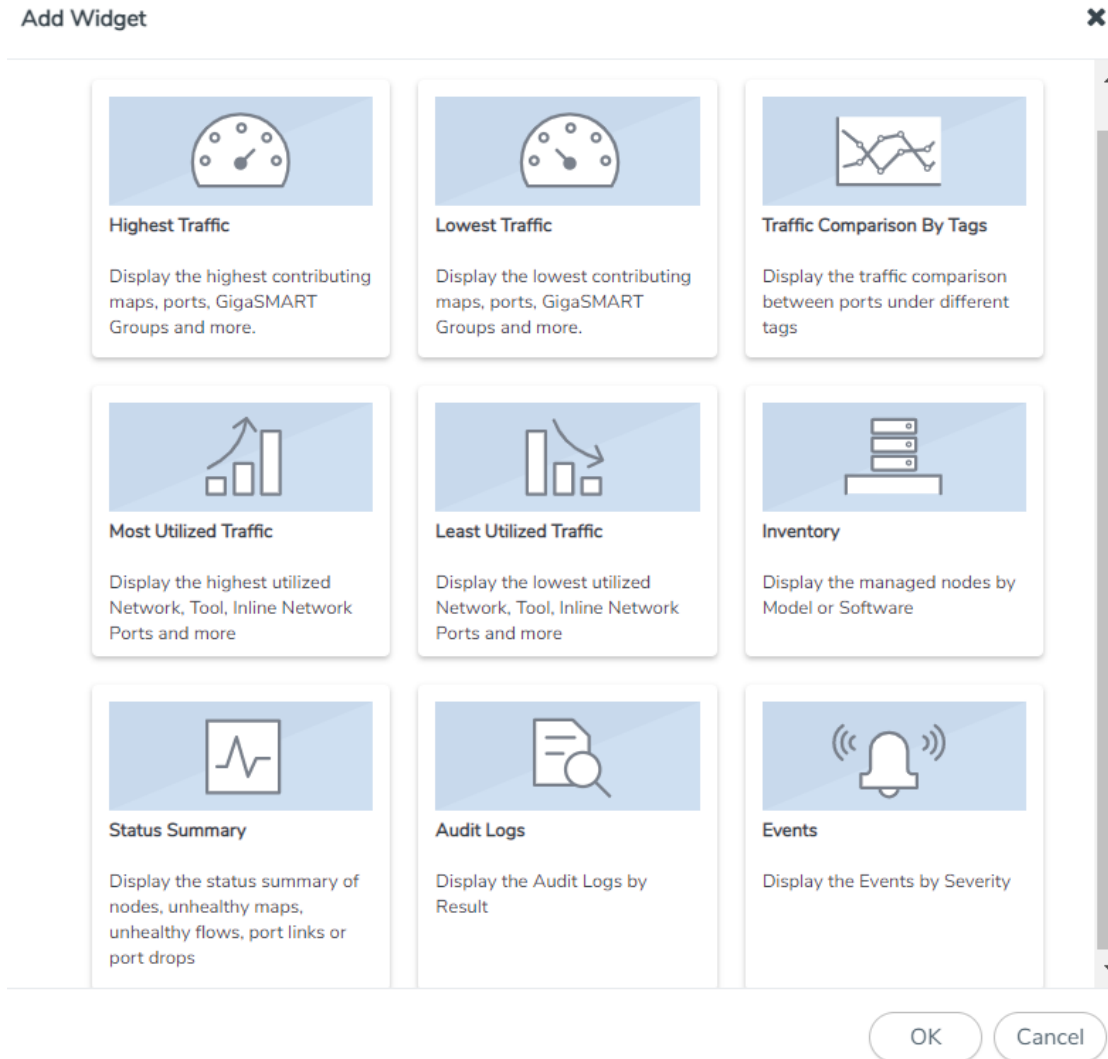 Add Widget
Highest Traffic
Display the highest contributing
maps, ports, GigaSMART
Groups and more.
Lowest Traffic
Display the lowest contributing
maps, ports, GigaSMART
Groups and more.
Traffic Comparison By Tags
Display the traffic comparison
between ports under different
tags
Most Utilized Traffic
Display the highest utilized
Network, Tool, Inline Network
Ports and more
Least Utilized Traffic
Display the lowest utilized
Network, Tool, Inline Network
Ports and more
Inventory
Display the managed nodes by
Model or Software
Status Summary
Display the status summary of
nodes, unhealthy maps,
unhealthy flows, port links or
port drops
Audit Logs
Display the Audit Logs by
Result
Events
Display the Events by Severity
OK
Cancel